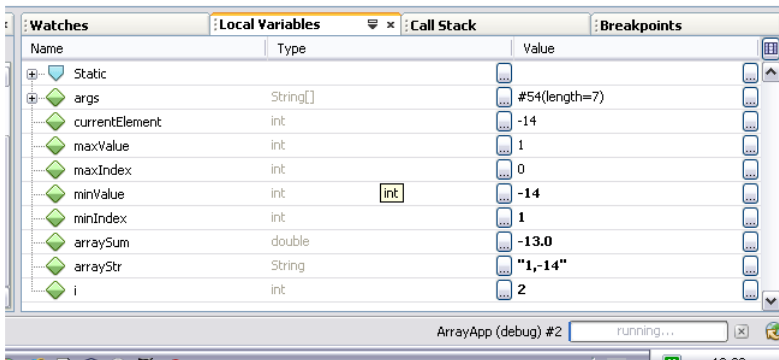 Watches Local Variables Call Stack Breakpoints
Name Type Value
Static
args String[] #54(length=7)
currentElement int -14
maxValue int 1
maxIndex int 0
minValue int int -14
minIndex int 1
arraySum double -13.0
arrayStr String "1,-14"
i int 2
ArrayApp (debug) #2 running...